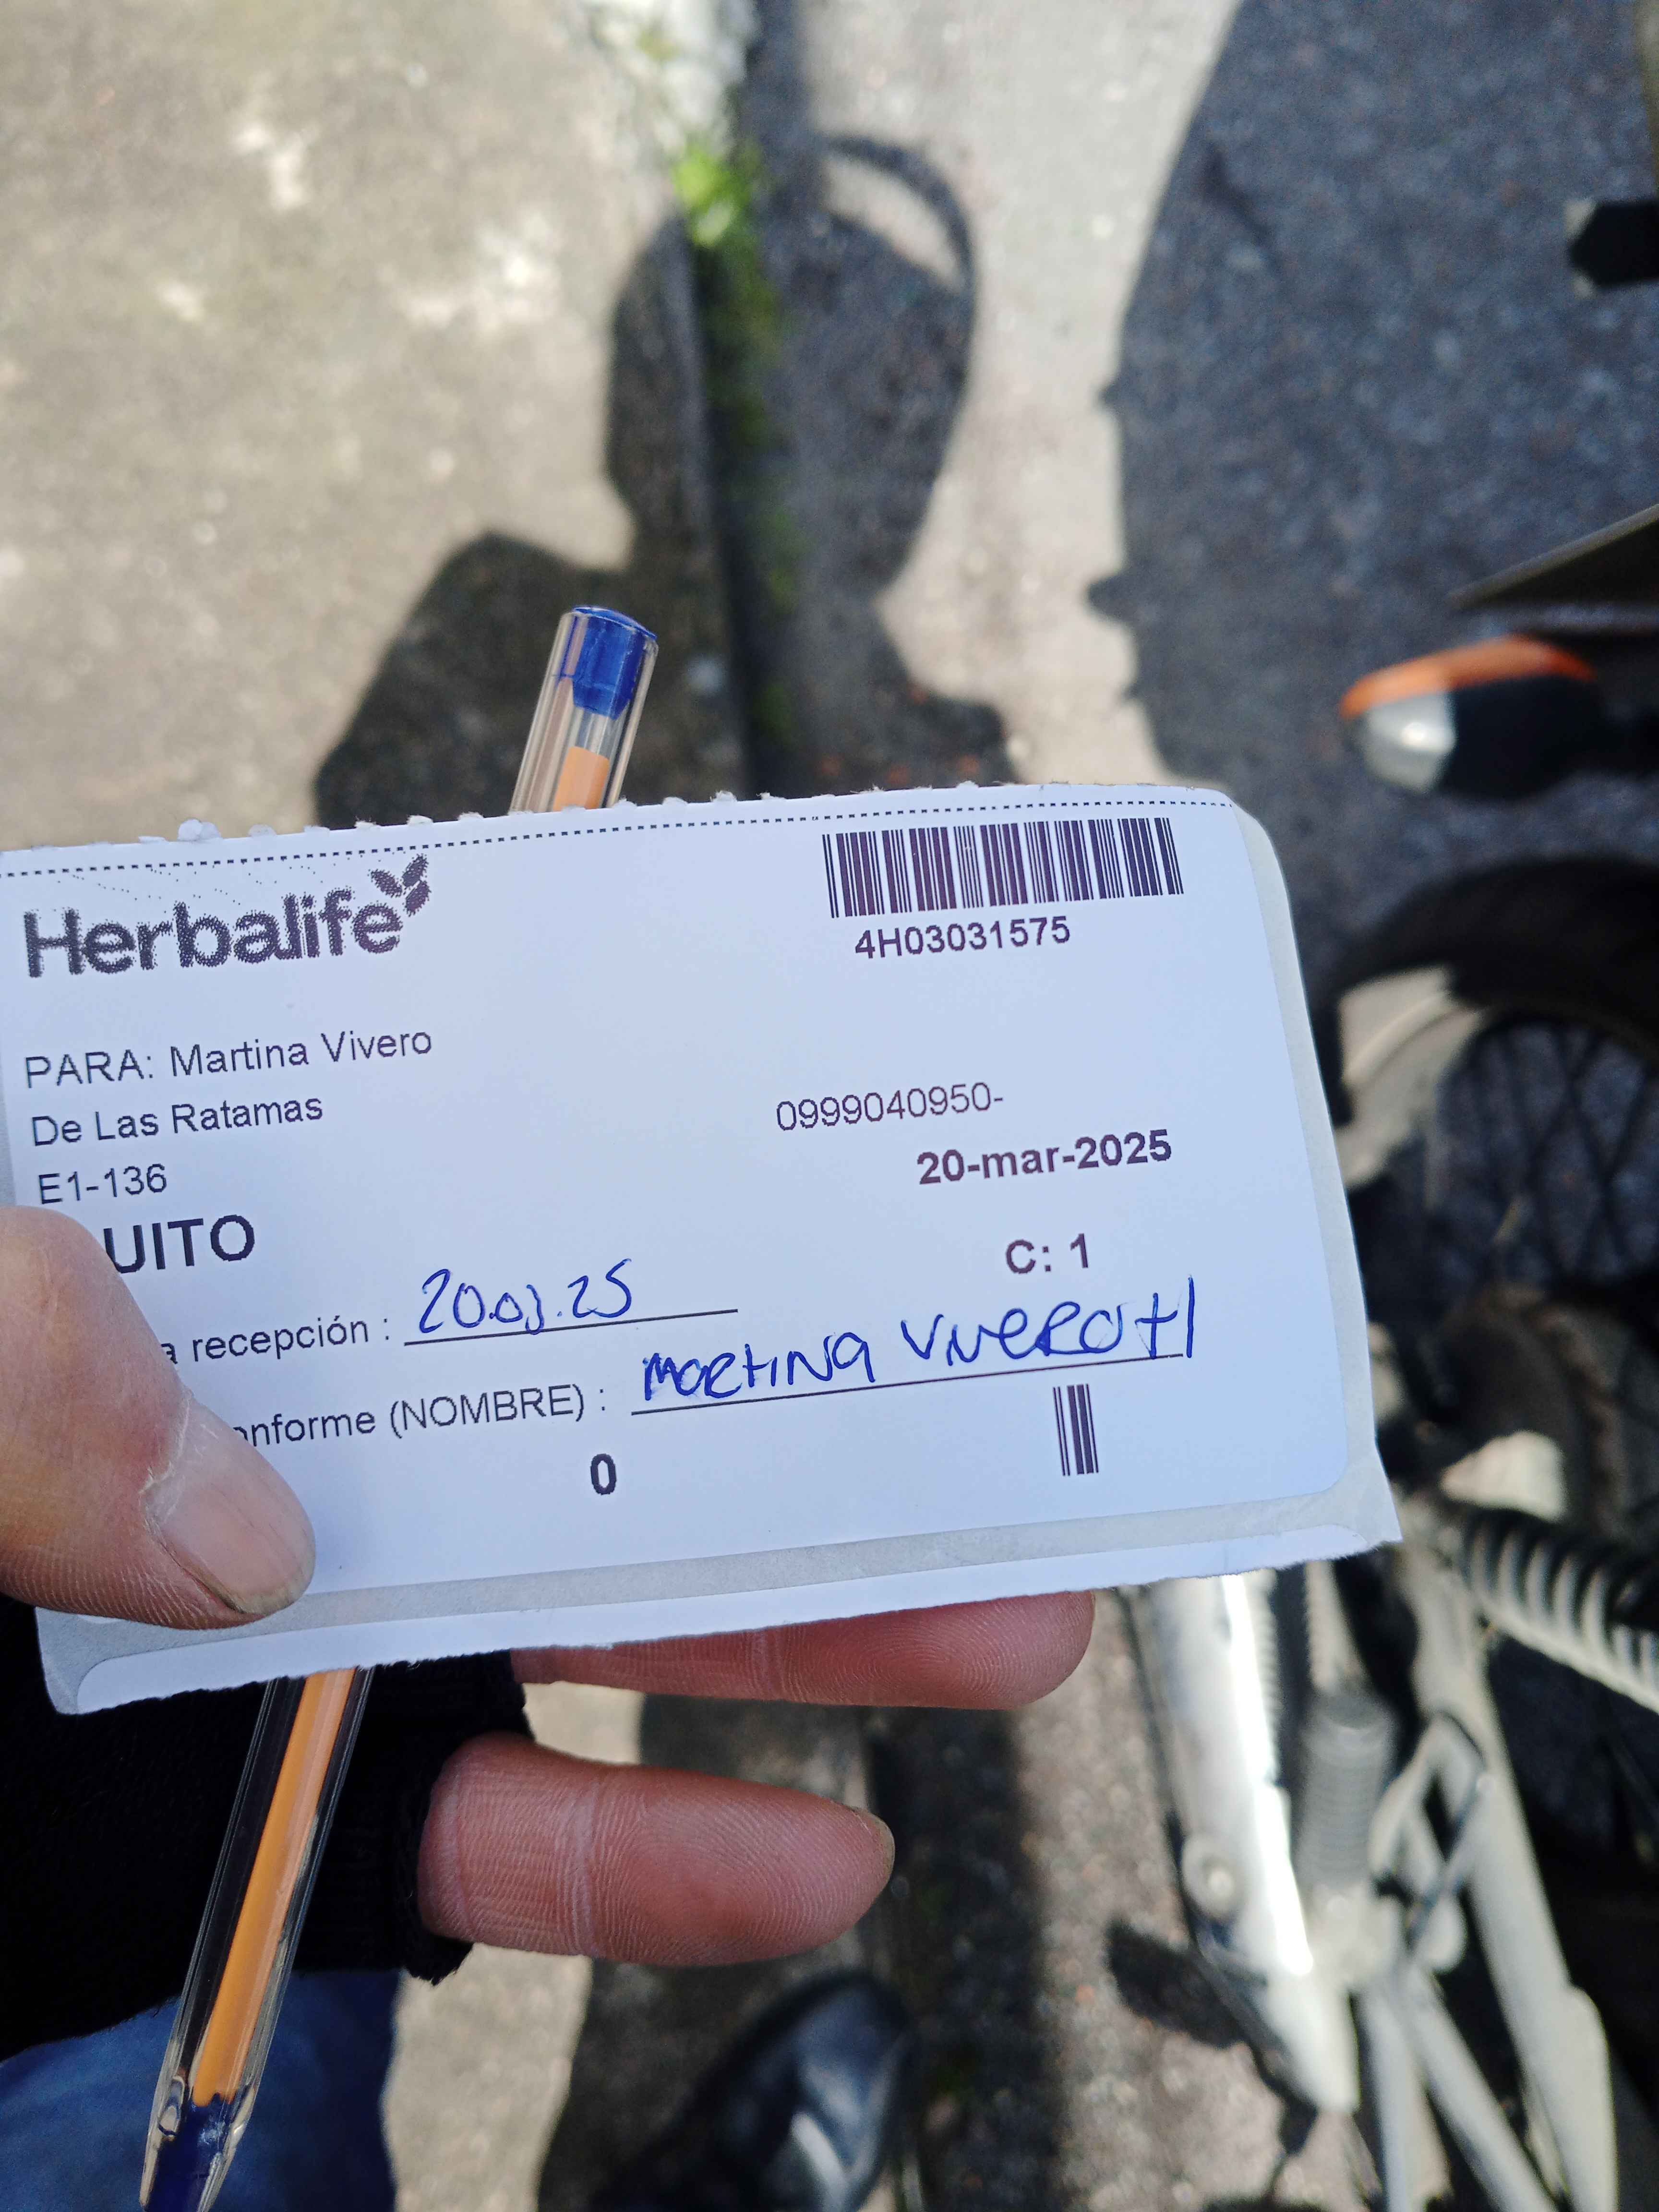 Herbalife
4H03031575
PARA: Martina Vivero
De Las Ratamas
0999040950-
E1-136
20-mar-2025
UITO
C: 1
a recepción : 20.03.25
onforme (NOMBRE) : MARTINA VIVERO
0